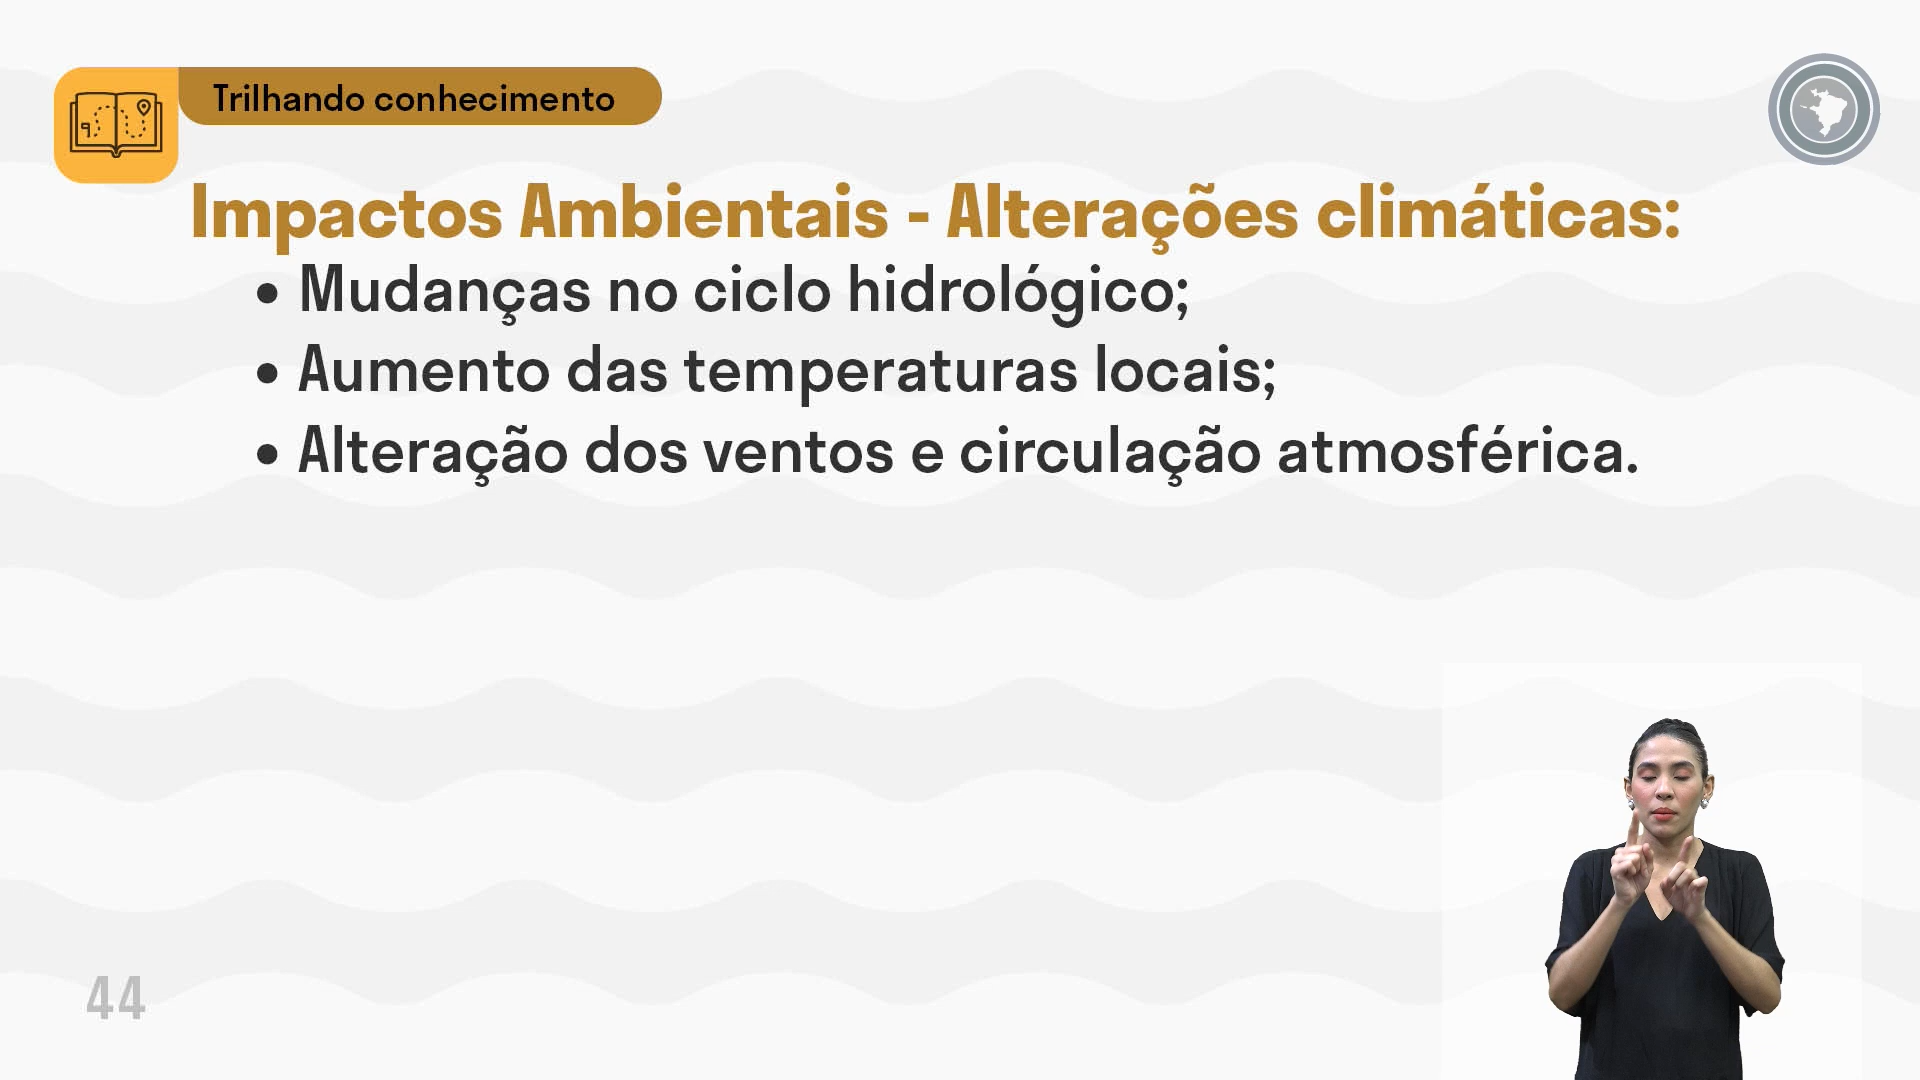 Trilhando conhecimento
Impactos Ambientais - Alterações climáticas:
• Mudanças no ciclo hidrológico;
• Aumento das temperaturas locais;
• Alteração dos ventos e circulação atmosférica.
44